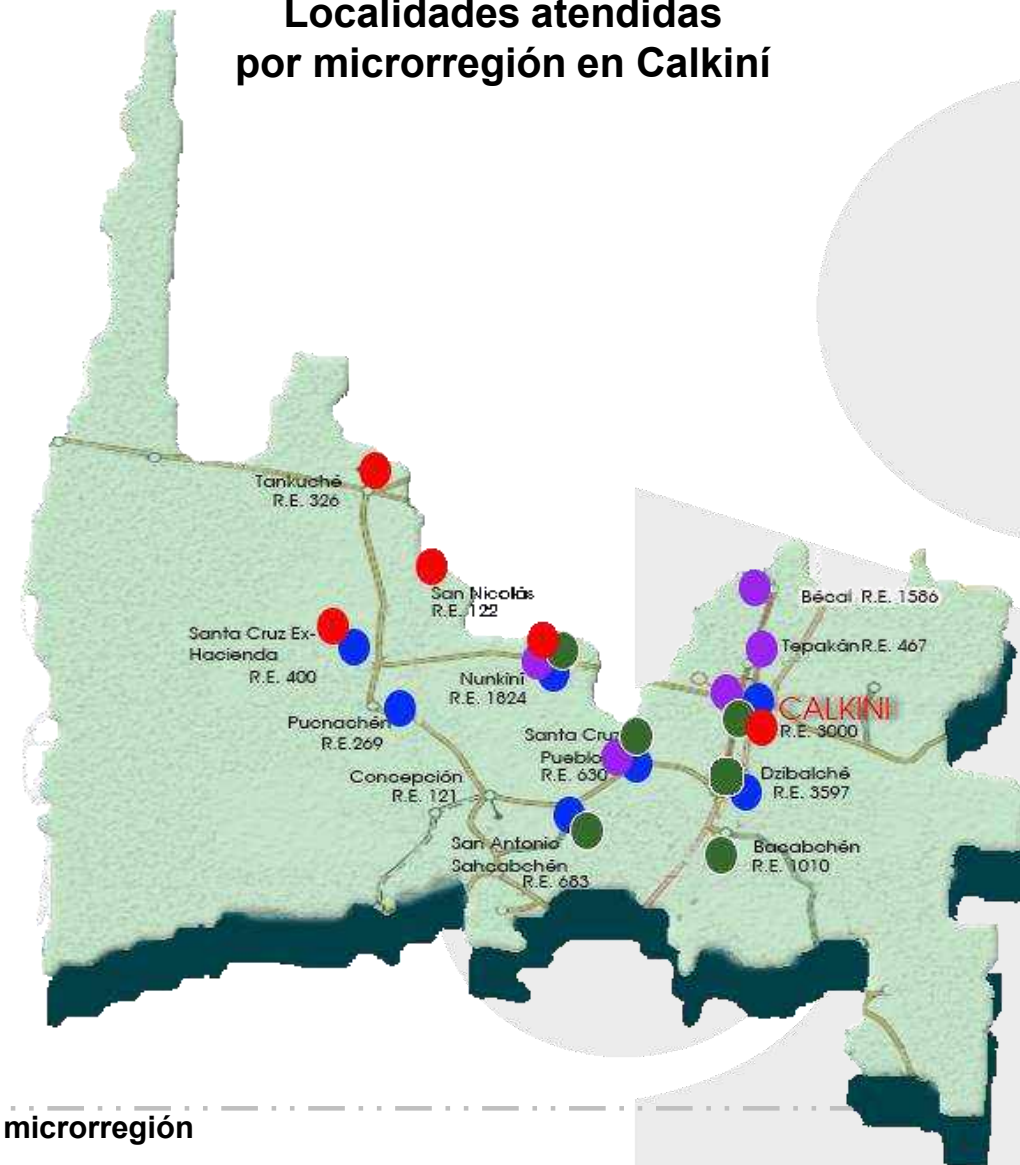 Localidades atendidas
por microrregión en Calkiní
Tankuché
R.E. 326
San Nicolás
R.E. 122
Santa Cruz Ex-
Hacienda
R.E. 400
Nunkiní
R.E. 1824
Bécal R.E. 1586
Tepakán R.E. 467
CALKINI
R.E. 3000
Pucnachén
R.E.269
Santa Cruz
Pueblo
R.E. 630
Concepción
R.E. 121
Dzibalché
R.E. 3597
San Antonio
Sahcabchén
R.E. 683
Bacabchén
R.E. 1010
microrregión